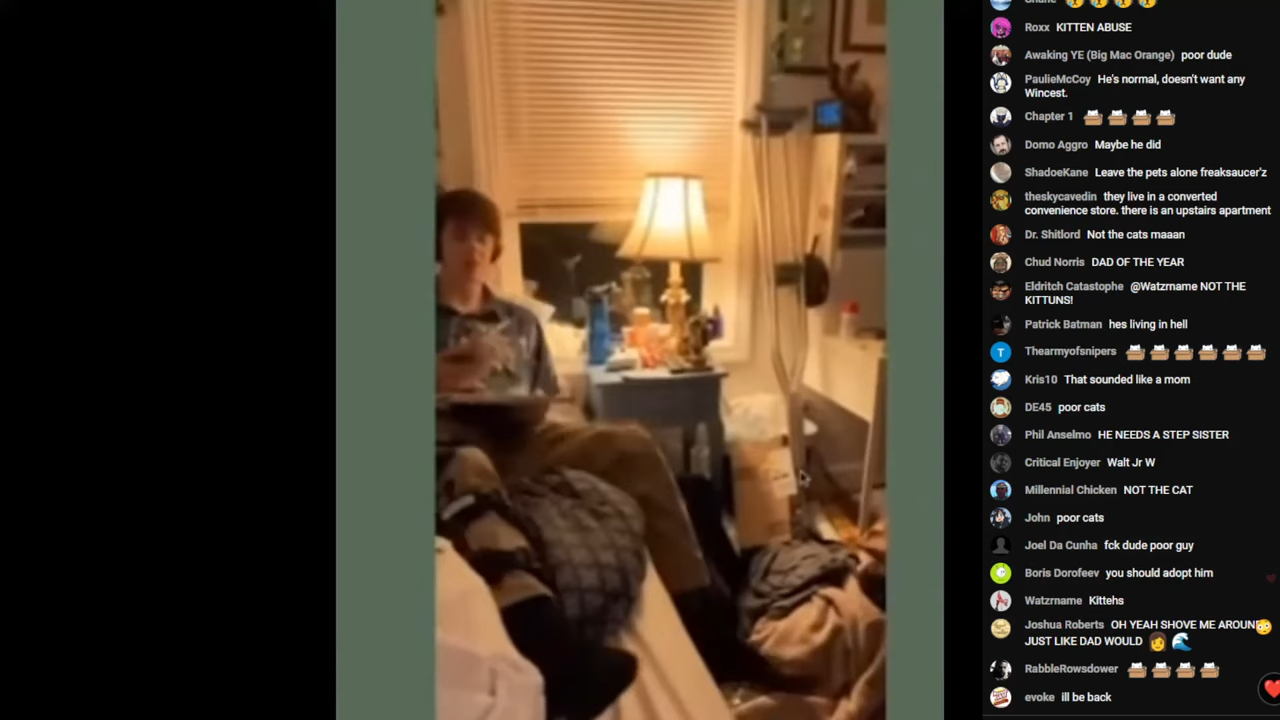 Shane
Roxx KITTEN ABUSE
Awaking YE (Big Mac Orange) poor dude
PaulieMcCoy He's normal, doesn't want any
Wincest.
Chapter 1
Domo Aggro Maybe he did
ShadoeKane Leave the pets alone freaksaucer'z
theskycavedin they live in a converted
convenience store. there is an upstairs apartment
Dr. Shitlord Not the cats maaan
Chud Norris DAD OF THE YEAR
Eldritch Catastophe @Watzrname NOT THE
KITTUNS!
Patrick Batman hes living in hell
T Thearmyofsnipers
Kris10 That sounded like a mom
DE45 poor cats
Phil Anselmo HE NEEDS A STEP SISTER
Critical Enjoyer Walt Jr W
Millennial Chicken NOT THE CAT
John poor cats
Joel Da Cunha fck dude poor guy
Boris Dorofeev you should adopt him
Watzrname Kittehs
Joshua Roberts OH YEAH SHOVE ME AROUND
JUST LIKE DAD WOULD
RabbleRowsdower
evoke ill be back